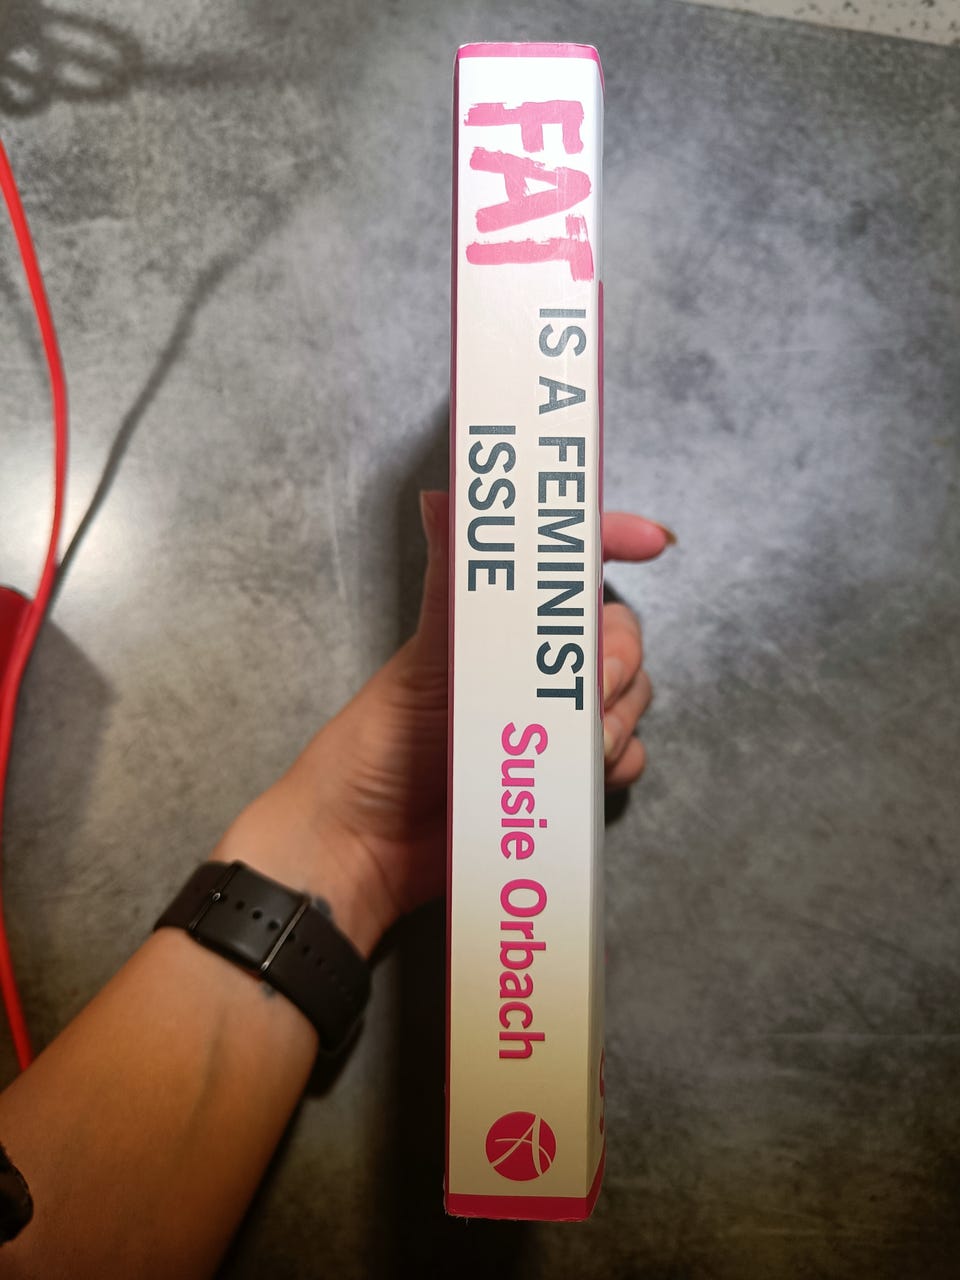 FAT
IS A FEMINIST
ISSUE
Susie Orbach